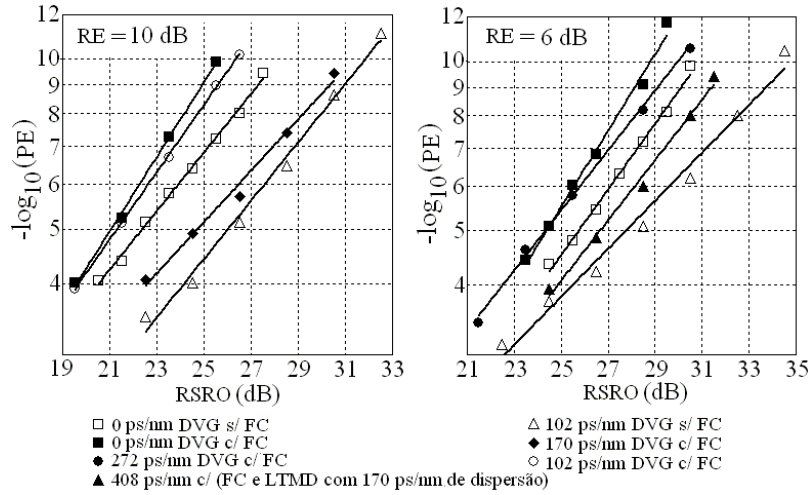 RE = 10 dB
RE = 6 dB
-log10(PE)
12
11
10
9
8
7
6
5
4
19 21 23 25 27 29 31 33
RSRO (dB)
-log10(PE)
12
11
10
9
8
7
6
5
4
21 23 25 27 29 31 33 35
RSRO (dB)
0 ps/nm DVG s/ FC
0 ps/nm DVG c/ FC
272 ps/nm DVG c/ FC
408 ps/nm c/ (FC e LTMD com 170 ps/nm de dispersão)
102 ps/nm DVG s/ FC
170 ps/nm DVG c/ FC
102 ps/nm DVG c/ FC